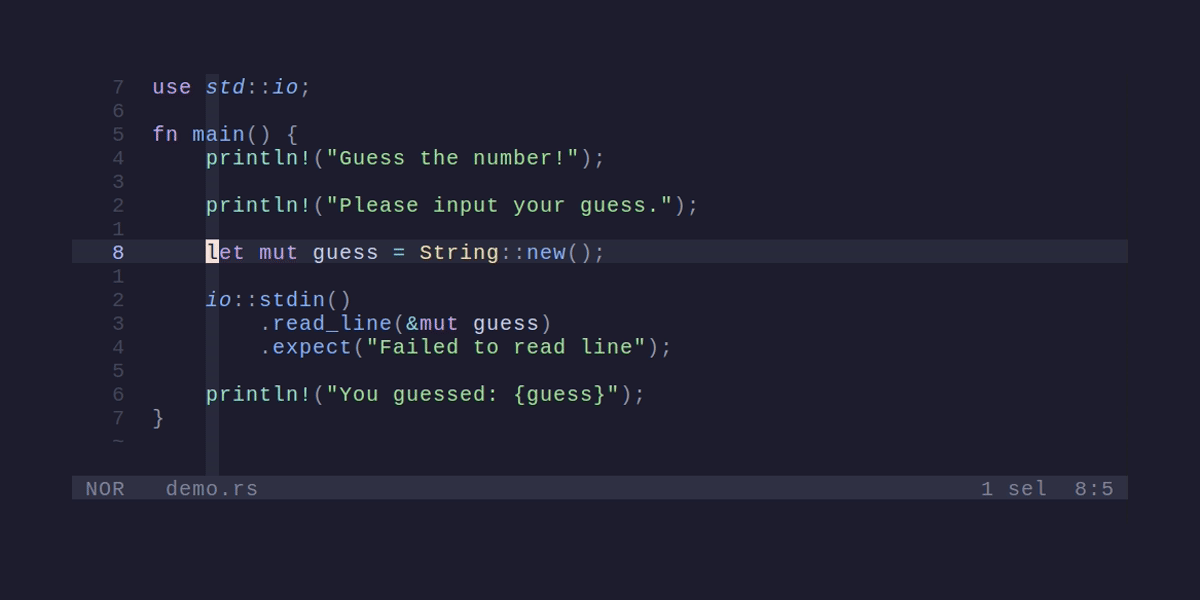 7 use std::io;
6
5 fn main() {
4     println!("Guess the number!");
3
2     println!("Please input your guess.");
1
8     let mut guess = String::new();
1
2     io::stdin()
3         .read_line(&mut guess)
4         .expect("Failed to read line");
5
6     println!("You guessed: {guess}");
7 }
~
NOR demo.rs 1 sel 8:5